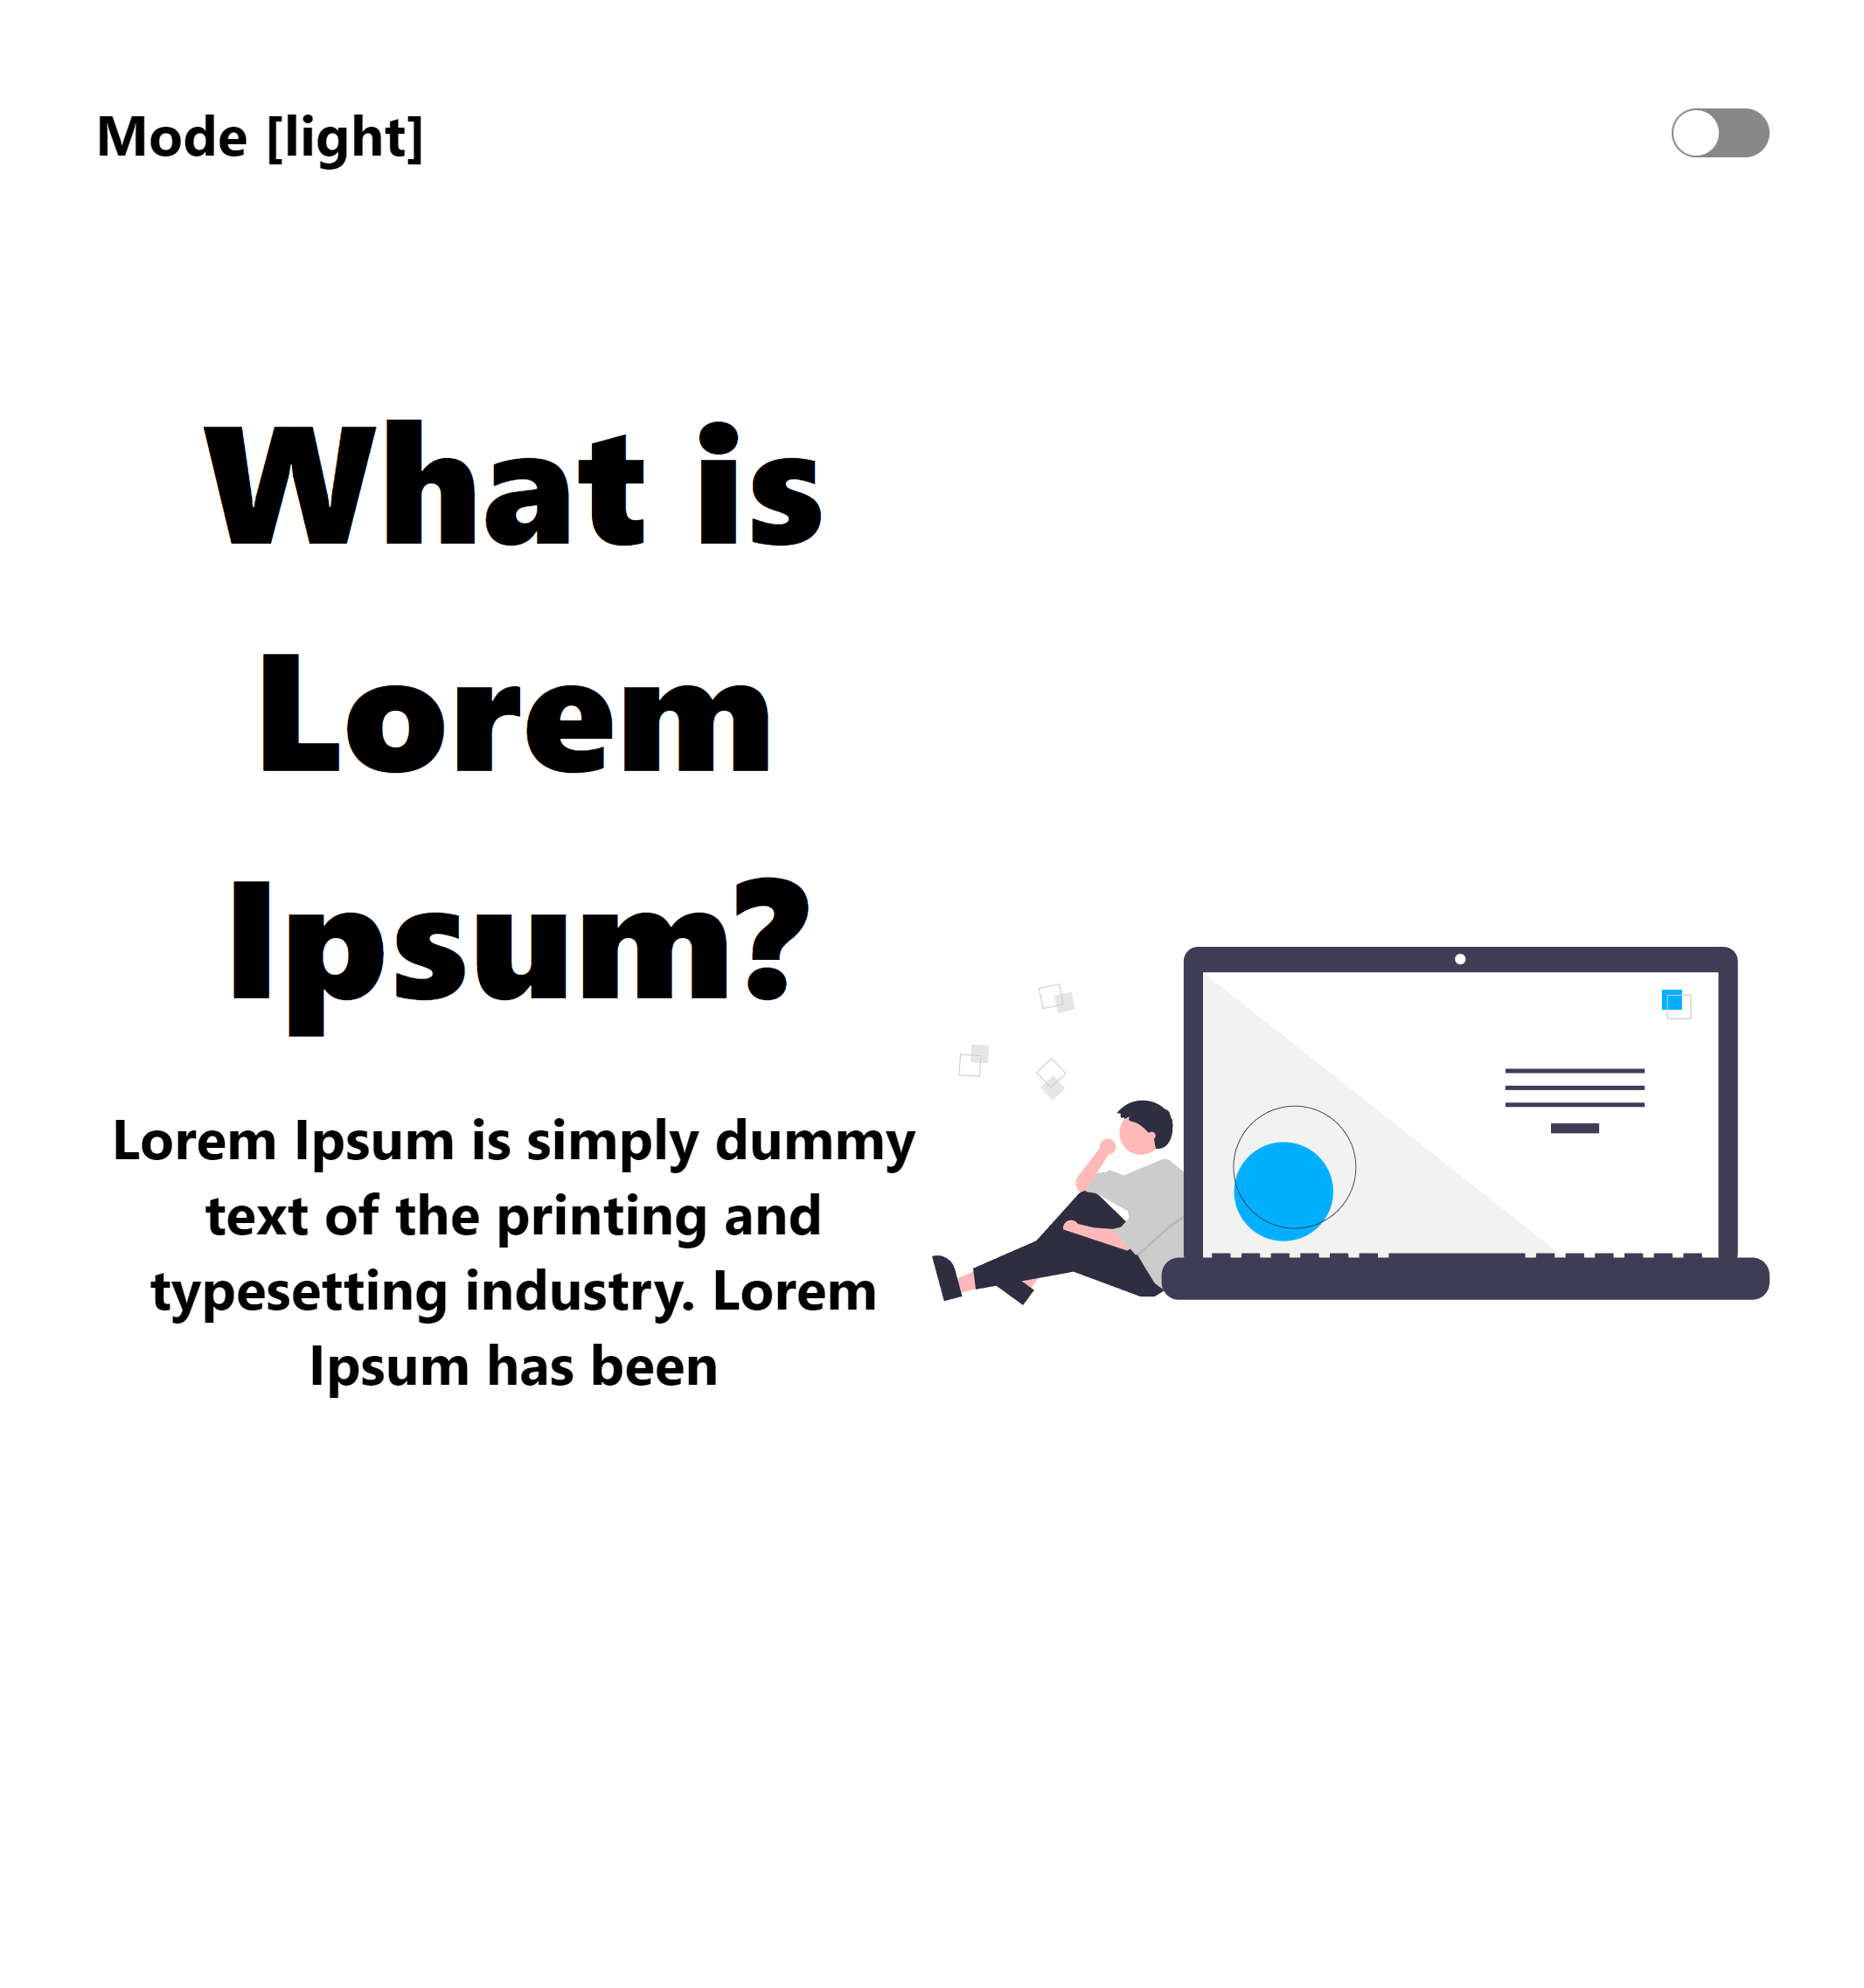 Mode [light]
What is
Lorem
Ipsum?
Lorem Ipsum is simply dummy
text of the printing and
typesetting industry. Lorem
Ipsum has been